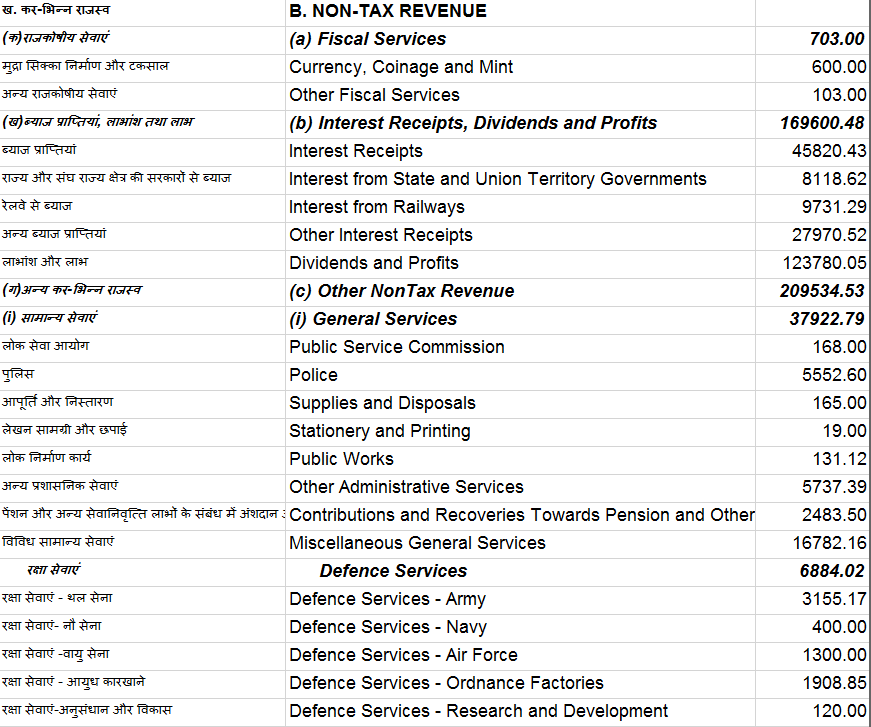 ख. कर-भिन्न राजस्व B. NON-TAX REVENUE
(क)राजकोषीय सेवाएं (a) Fiscal Services 703.00
मुद्रा सिक्का निर्माण और टकसाल Currency, Coinage and Mint 600.00
अन्य राजकोषीय सेवाएं Other Fiscal Services 103.00
(ख)ब्याज प्राप्तियां, लाभांश तथा लाभ (b) Interest Receipts, Dividends and Profits 169600.48
ब्याज प्राप्तियां Interest Receipts 45820.43
राज्य और संघ राज्य क्षेत्र की सरकारों से ब्याज Interest from State and Union Territory Governments 8118.62
रेलवे से ब्याज Interest from Railways 9731.29
अन्य ब्याज प्राप्तियां Other Interest Receipts 27970.52
लाभांश और लाभ Dividends and Profits 123780.05
(ग)अन्य कर-भिन्न राजस्व (c) Other NonTax Revenue 209534.53
(i) सामान्य सेवाएं (i) General Services 37922.79
लोक सेवा आयोग Public Service Commission 168.00
पुलिस Police 5552.60
आपूर्ति और निस्तारण Supplies and Disposals 165.00
लेखन सामग्री और छपाई Stationery and Printing 19.00
लोक निर्माण कार्य Public Works 131.12
अन्य प्रशासनिक सेवाएं Other Administrative Services 5737.39
पेंशन और अन्य सेवानिवृत्ति लाभों के संबंध में अंशदान Contributions and Recoveries Towards Pension and Other 2483.50
विविध सामान्य सेवाएं Miscellaneous General Services 16782.16
रक्षा सेवाएं Defence Services 6884.02
रक्षा सेवाएं - थल सेना Defence Services - Army 3155.17
रक्षा सेवाएं- नौ सेना Defence Services - Navy 400.00
रक्षा सेवाएं -वायु सेना Defence Services - Air Force 1300.00
रक्षा सेवाएं - आयुध कारखाने Defence Services - Ordnance Factories 1908.85
रक्षा सेवाएं-अनुसंधान और विकास Defence Services - Research and Development 120.00